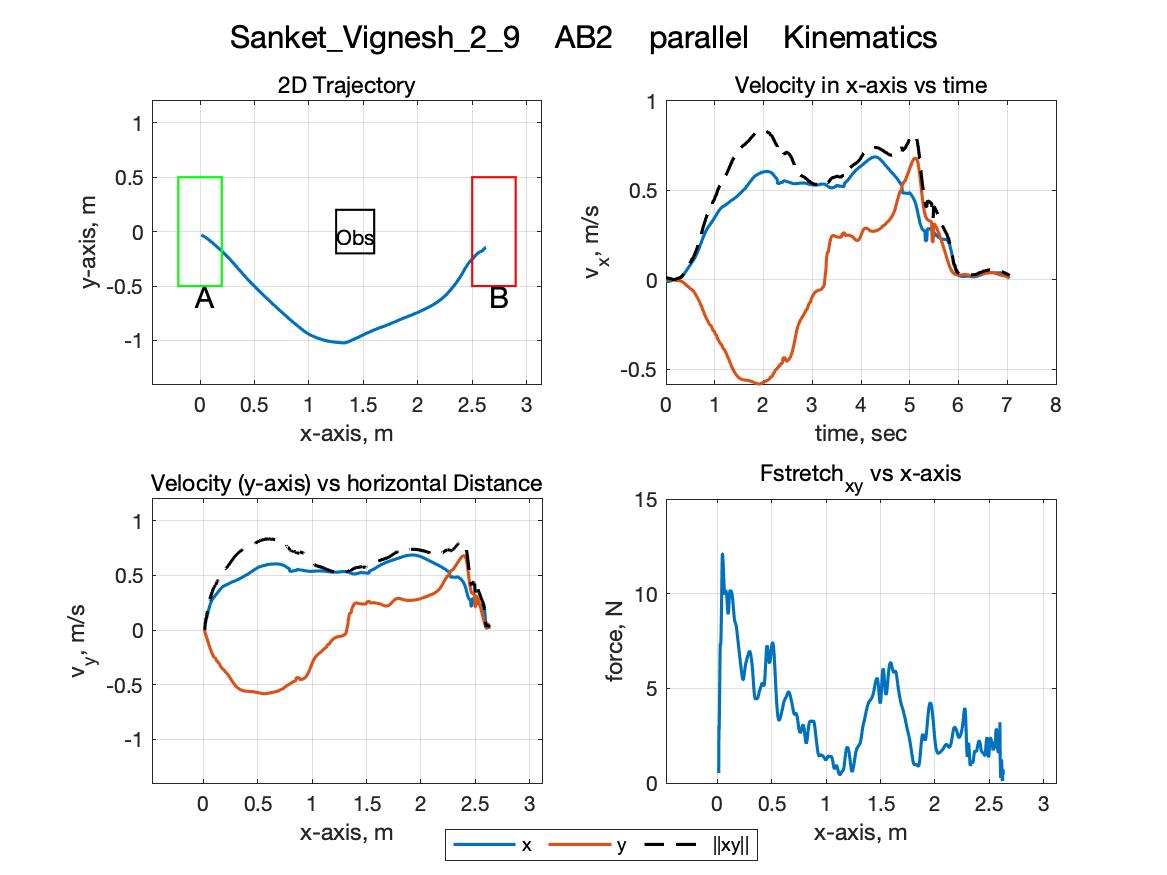 Sanket_Vignesh_2_9 AB2 parallel Kinematics
2D Trajectory
1
0.5
0
-0.5
-1
y-axis, m
Obs
A
B
0 0.5 1 1.5 2 2.5 3
x-axis, m
Velocity in x-axis vs time
1
0.5
0
-0.5
vx, m/s
0 1 2 3 4 5 6 7 8
time, sec
Velocity (y-axis) vs horizontal Distance
1
0.5
0
-0.5
-1
vy, m/s
0 0.5 1 1.5 2 2.5 3
x-axis, m
Fstretchxy vs x-axis
15
10
5
0
force, N
0 0.5 1 1.5 2 2.5 3
x-axis, m
x y ||xy||